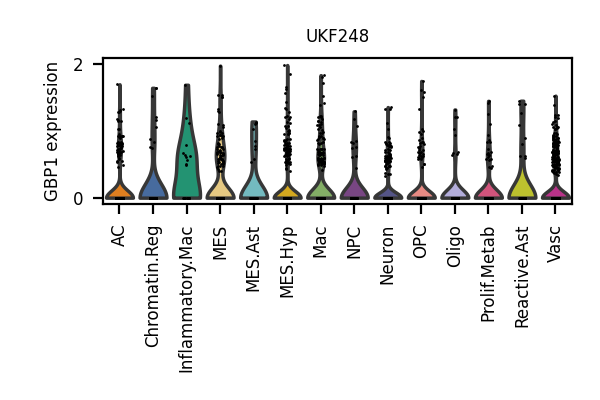 UKF248
GBP1 expression
2
0
AC
Chromatin.Reg
Inflammatory.Mac
MES
MES.Ast
MES.Hyp
Mac
NPC
Neuron
OPC
Oligo
Prolif.Metab
Reactive.Ast
Vasc